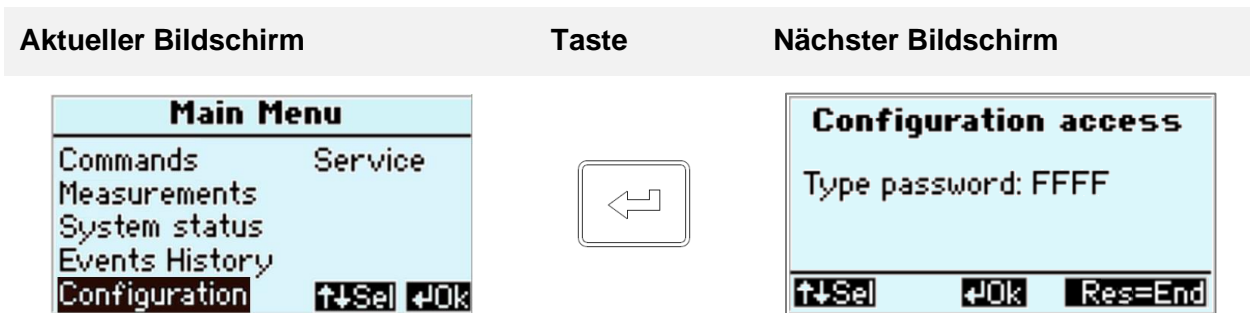 Aktueller Bildschirm Taste Nächster Bildschirm
Main Menu
Commands Service
Measurements
System status
Events History
Configuration ↑↓Sel ↵Ok
Configuration access
Type password: FFFF
↑↓Sel ↵Ok Res=End